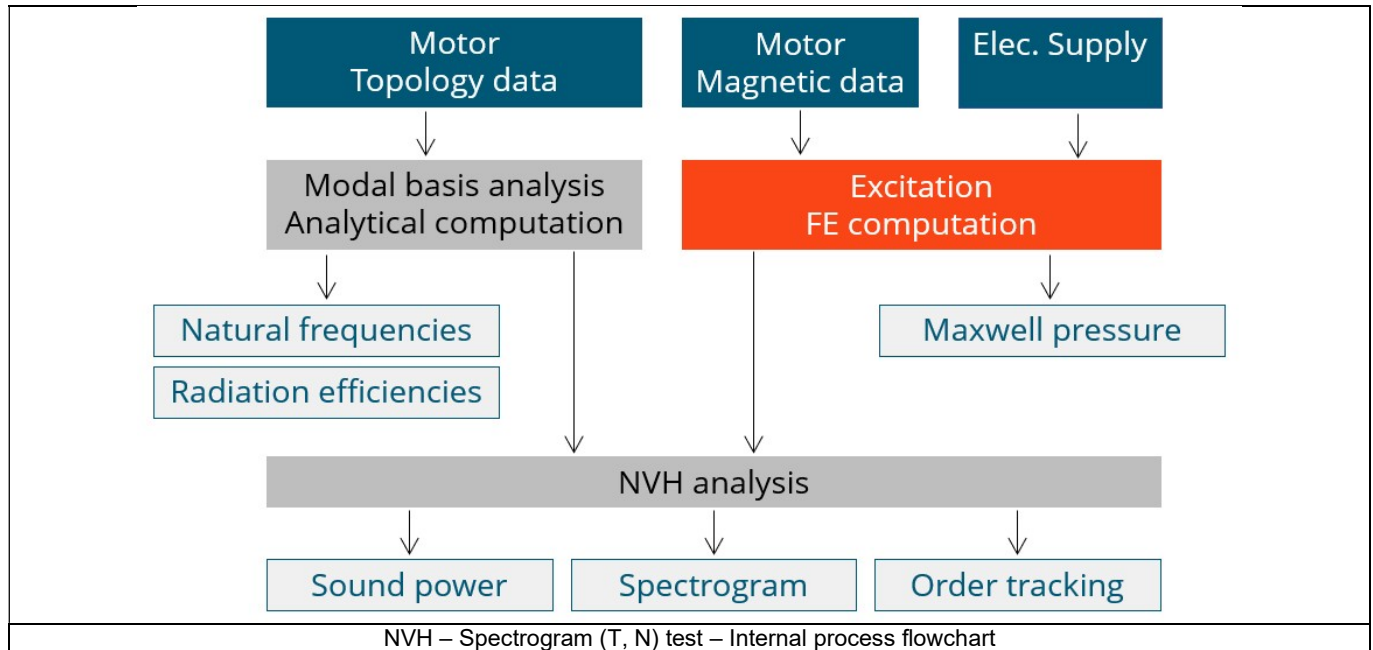 Motor
Topology data
Motor
Magnetic data
Elec. Supply
Modal basis analysis
Analytical computation
Excitation
FE computation
Natural frequencies
Radiation efficiencies
Maxwell pressure
NVH analysis
Sound power
Spectrogram
Order tracking
NVH – Spectrogram (T, N) test – Internal process flowchart